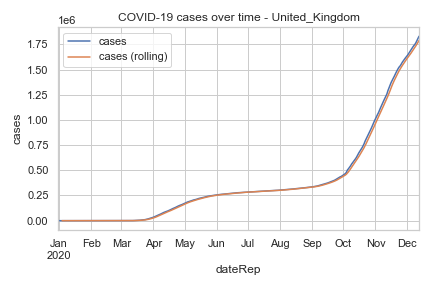 COVID-19 cases over time - United_Kingdom
1e6
cases
cases (rolling)
1.75
1.50
1.25
1.00
0.75
0.50
0.25
0.00
cases
Jan Feb Mar Apr May Jun Jul Aug Sep Oct Nov Dec
2020
dateRep